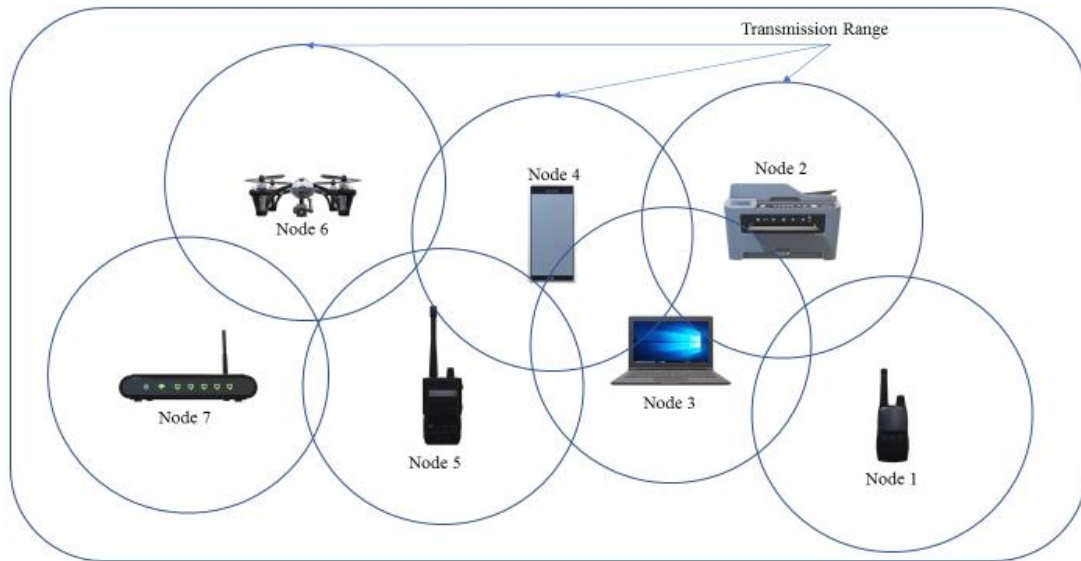 Transmission Range
Node 2
Node 4
Node 6
Node 3
Node 7
Node 5
Node 1